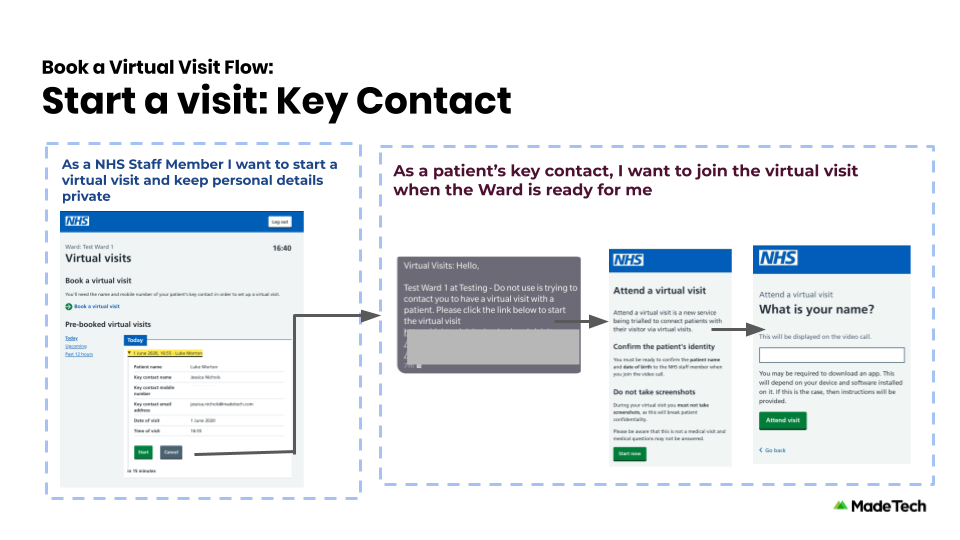 Book a Virtual Visit Flow:
Start a visit: Key Contact
As a NHS Staff Member I want to start a
virtual visit and keep personal details
private
NHS
Log out
Ward: Test Ward 1
16:40
Virtual visits
Book a virtual visit
You'll need the name and mobile number of your patient's key contact in order to set up a virtual visit.
Book a virtual visit
Pre-booked virtual visits
Today
Upcoming
Past 12 hours
Today
1 June 2020, 16:55 - Luke Morton
Patient name Luke Morton
Key contact name Jessica Nichols
Key contact mobile
number
Key contact email
address jessica.nichols@madetech.com
Date of visit 1 June 2020
Time of visit 16:55
Start Cancel
in 15 minutes
As a patient's key contact, I want to join the virtual visit
when the Ward is ready for me
Virtual Visits: Hello,
Test Ward 1 at Testing - Do not use is trying to
contact you to have a virtual visit with a
patient. Please click the link below to start
the virtual visit
NHS
Attend a virtual visit
Attend a virtual visit is a new service
being trialled to connect patients with
their visitor via virtual visits.
Confirm the patient's identity
You must be ready to confirm the patient name
and date of birth to the NHS staff member when
you join the video call.
Do not take screenshots
During your virtual visit you must not take
screenshots, as this will break patient
confidentiality.
Please be aware that this is not a medical visit and
medical questions may not be answered.
Start now
NHS
Attend a virtual visit
What is your name?
This will be displayed on the video call.
You may be required to download an app. This
will depend on your device and software installed
on it. If this is the case, then instructions will be
provided.
Attend visit
Go back
MadeTech